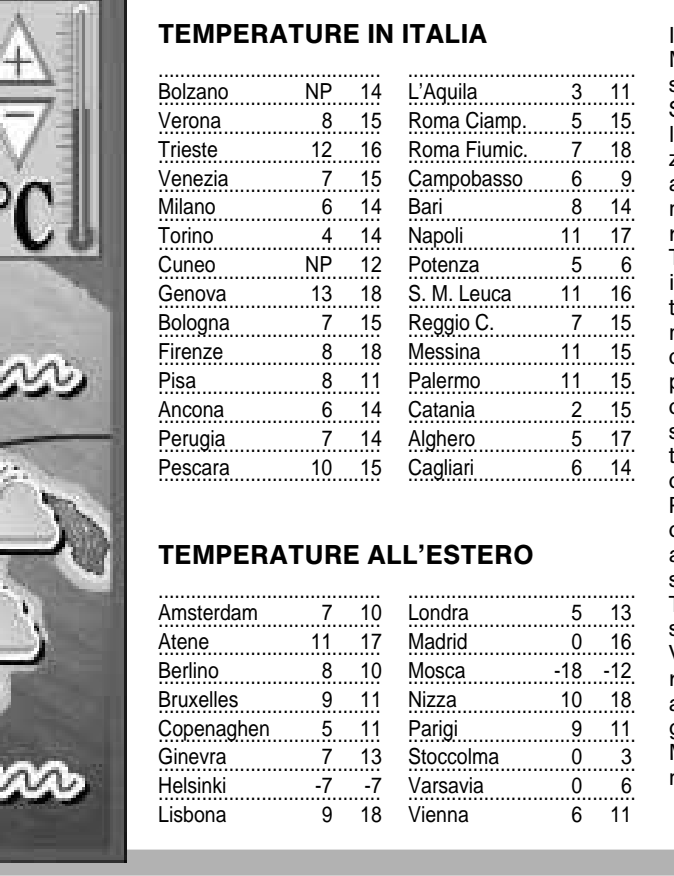 °C
TEMPERATURE IN ITALIA
Bolzano NP 14
Verona 8 15
Trieste 12 16
Venezia 7 15
Milano 6 14
Torino 4 14
Cuneo NP 12
Genova 13 18
Bologna 7 15
Firenze 8 18
Pisa 8 11
Ancona 6 14
Perugia 7 14
Pescara 10 15
L'Aquila 3 11
Roma Ciamp. 5 15
Roma Fiumic. 7 18
Campobasso 6 9
Bari 8 14
Napoli 11 17
Potenza 5 6
S. M. Leuca 11 16
Reggio C. 7 15
Messina 11 15
Palermo 11 15
Catania 2 15
Alghero 5 17
Cagliari 6 14
TEMPERATURE ALL'ESTERO
Amsterdam 7 10
Atene 11 17
Berlino 8 10
Bruxelles 9 11
Copenaghen 5 11
Ginevra 7 13
Helsinki -7 -7
Lisbona 9 18
Londra 5 13
Madrid 0 16
Mosca -18 -12
Nizza 10 18
Parigi 9 11
Stoccolma 0 3
Varsavia 0 6
Vienna 6 11